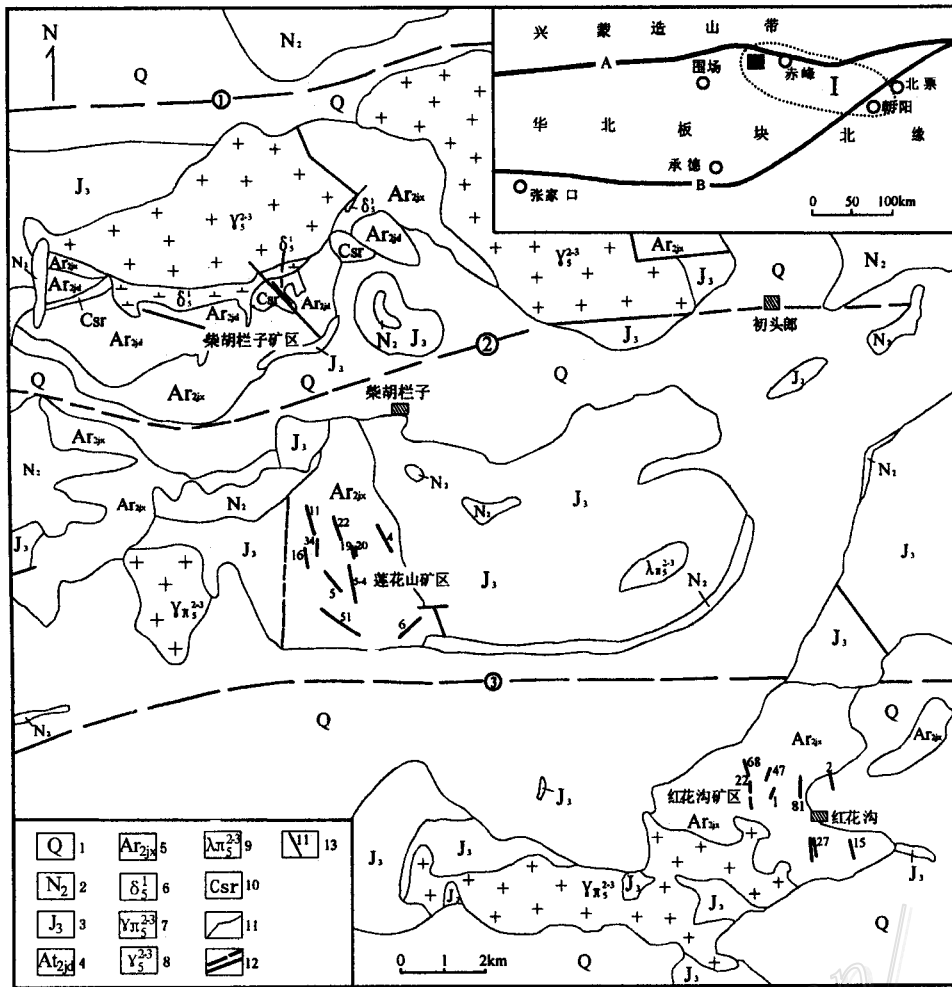 N
N₂
Q
①
Q
J₃
γ₅²⁻³
δ₅¹
Ar₂jx
Ar₂jd
Csr
δ₅¹
N₂
Ar₂jx
Ar₂jd
δ₅¹
Csr
Ar₂jd
Ar₂jd
Csr
Ar₂jd
柴胡栏子矿区
J₃
N₂
J₃
②
Q
Ar₂jx
Q
柴胡栏子
兴 蒙 造 山 带
A
围场
赤峰
I
北票
朝阳
华 北 板 块 北 缘
承德
B
张家口
0 50 100km
γ₅²⁻³
Ar₂jx
J₃
Q
N₂
初头郎
J₃
N₂
Q
J₃
Ar₂jx
N₂
J₃
Ar₂jx
N₂
J₃
J₃
γπ₅²⁻³
Ar₂jx
11
22
4
34
16
19
20
莲花山矿区
5
5-4
51
6
N₂
N₂
J₃
J₃
λπ₅²⁻³
N₂
N₂
J₃
J₃
③
N₂
Q
Q
Ar₂jx
Ar₂jx
68
47
2
22
红花沟矿区
1
81
红花沟
Ar₂jx
27
15
J₃
J₃
J₃
J₃
J₃
γπ₅²⁻³
J₃
J₃
J₃
Q
Q
0 1 2km
Q 1
Ar₂jx 5
λπ₅²⁻³ 9
11 13
N₂ 2
δ₅¹ 6
Csr 10
J₃ 3
γπ₅²⁻³ 7
11
At₂jd 4
γ₅²⁻³ 8
12